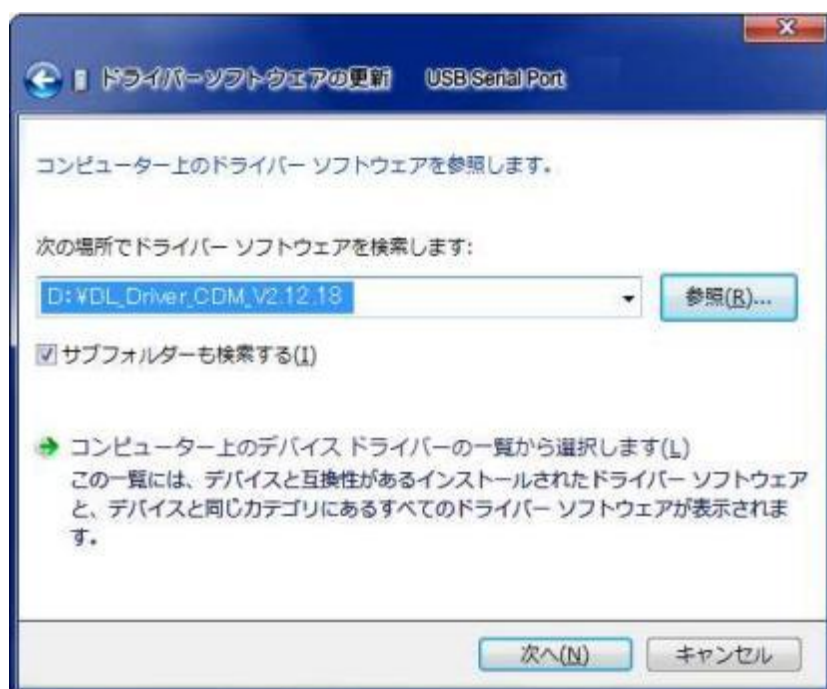 ドライバーソフトウェアの更新 USB Serial Port
コンピューター上のドライバー ソフトウェアを参照します。
次の場所でドライバー ソフトウェアを検索します:
D:¥DL_Driver_CDM_V2.12.18
参照(R)...
サブフォルダーも検索する(I)
コンピューター上のデバイス ドライバーの一覧から選択します(L)
この一覧には、デバイスと互換性があるインストールされたドライバー ソフトウェア
と、デバイスと同じカテゴリにあるすべてのドライバー ソフトウェアが表示されま
す。
次へ(N)
キャンセル